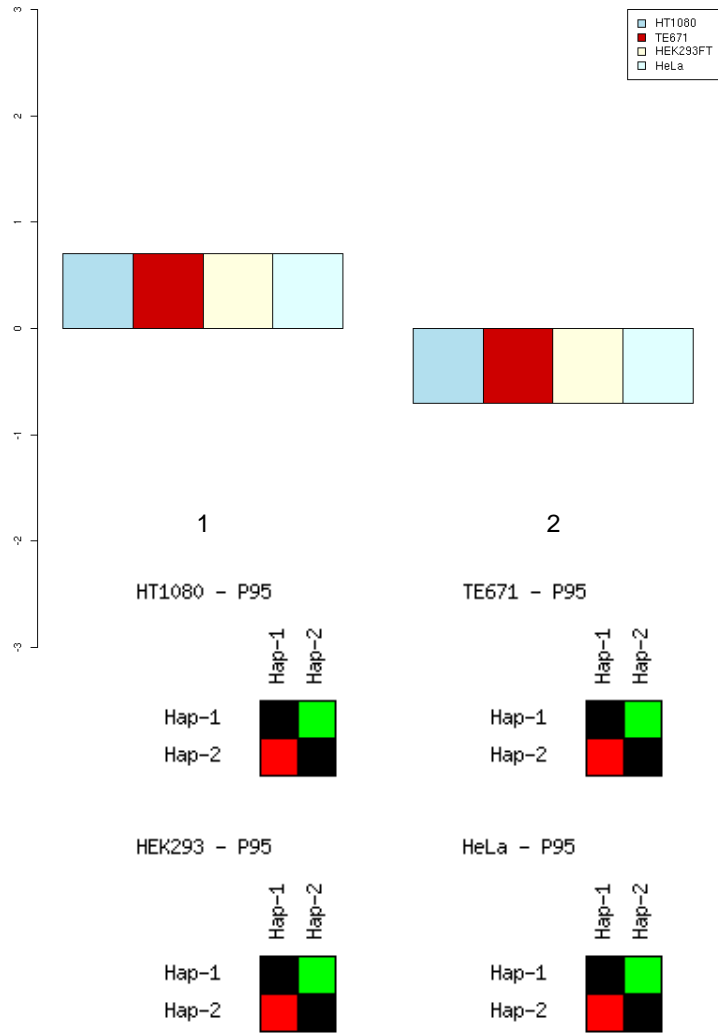 3
2
1
0
-1
-2
-3
HT1080
TE671
HEK293FT
HeLa
1
2
HT1080 - P95
Hap-1
Hap-2
Hap-1
Hap-2
TE671 - P95
Hap-1
Hap-2
Hap-1
Hap-2
HEK293 - P95
Hap-1
Hap-2
Hap-1
Hap-2
HeLa - P95
Hap-1
Hap-2
Hap-1
Hap-2